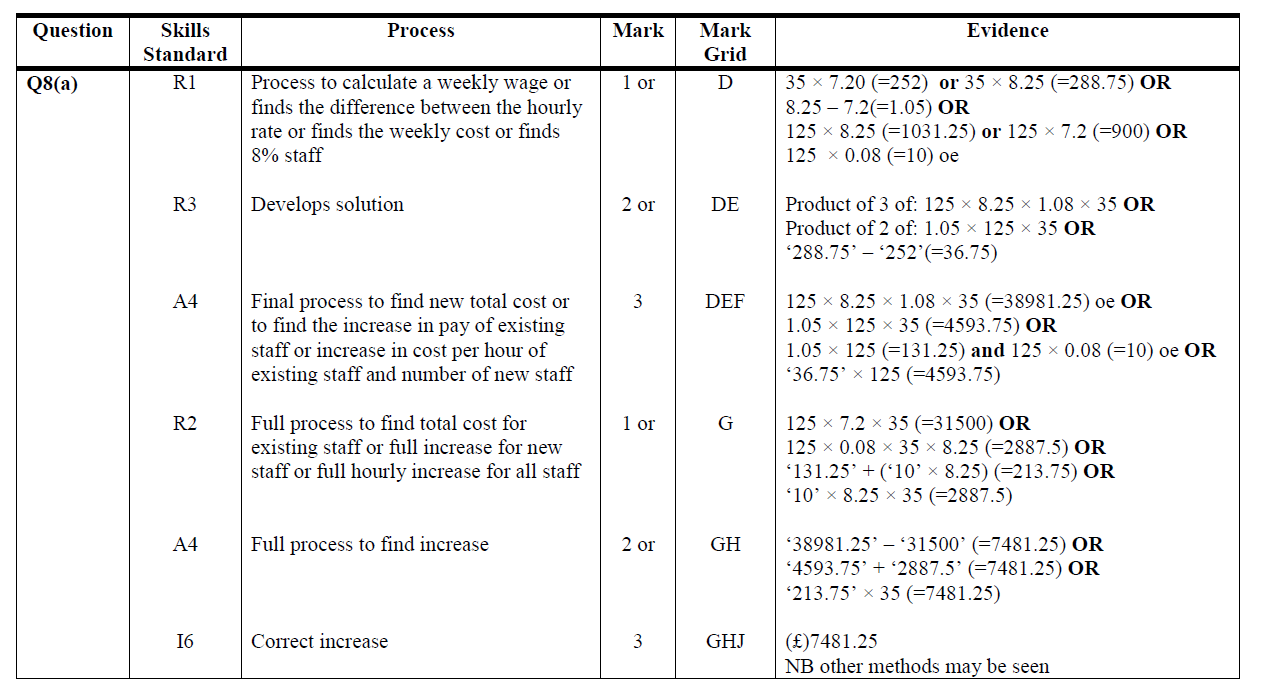 Question Skills Standard Process Mark Mark Grid Evidence
Q8(a) R1 Process to calculate a weekly wage or 1 or D 35 × 7.20 (=252) or 35 × 8.25 (=288.75) OR
finds the difference between the hourly 8.25 – 7.2(=1.05) OR
rate or finds the weekly cost or finds 125 × 8.25 (=1031.25) or 125 × 7.2 (=900) OR
8% staff 125 × 0.08 (=10) oe
R3 Develops solution 2 or DE Product of 3 of: 125 × 8.25 × 1.08 × 35 OR
Product of 2 of: 1.05 × 125 × 35 OR
‘288.75’ – ‘252’(=36.75)
A4 Final process to find new total cost or 3 DEF 125 × 8.25 × 1.08 × 35 (=38981.25) oe OR
to find the increase in pay of existing 1.05 × 125 × 35 (=4593.75) OR
staff or increase in cost per hour of 1.05 × 125 (=131.25) and 125 × 0.08 (=10) oe OR
existing staff and number of new staff ‘36.75’ × 125 (=4593.75)
R2 Full process to find total cost for 1 or G 125 × 7.2 × 35 (=31500) OR
existing staff or full increase for new 125 × 0.08 × 35 × 8.25 (=2887.5) OR
staff or full hourly increase for all staff ‘131.25’ + (‘10’ × 8.25) (=213.75) OR
‘10’ × 8.25 × 35 (=2887.5)
A4 Full process to find increase 2 or GH ‘38981.25’ – ‘31500’ (=7481.25) OR
‘4593.75’ + ‘2887.5’ (=7481.25) OR
‘213.75’ × 35 (=7481.25)
I6 Correct increase 3 GHJ (£)7481.25
NB other methods may be seen